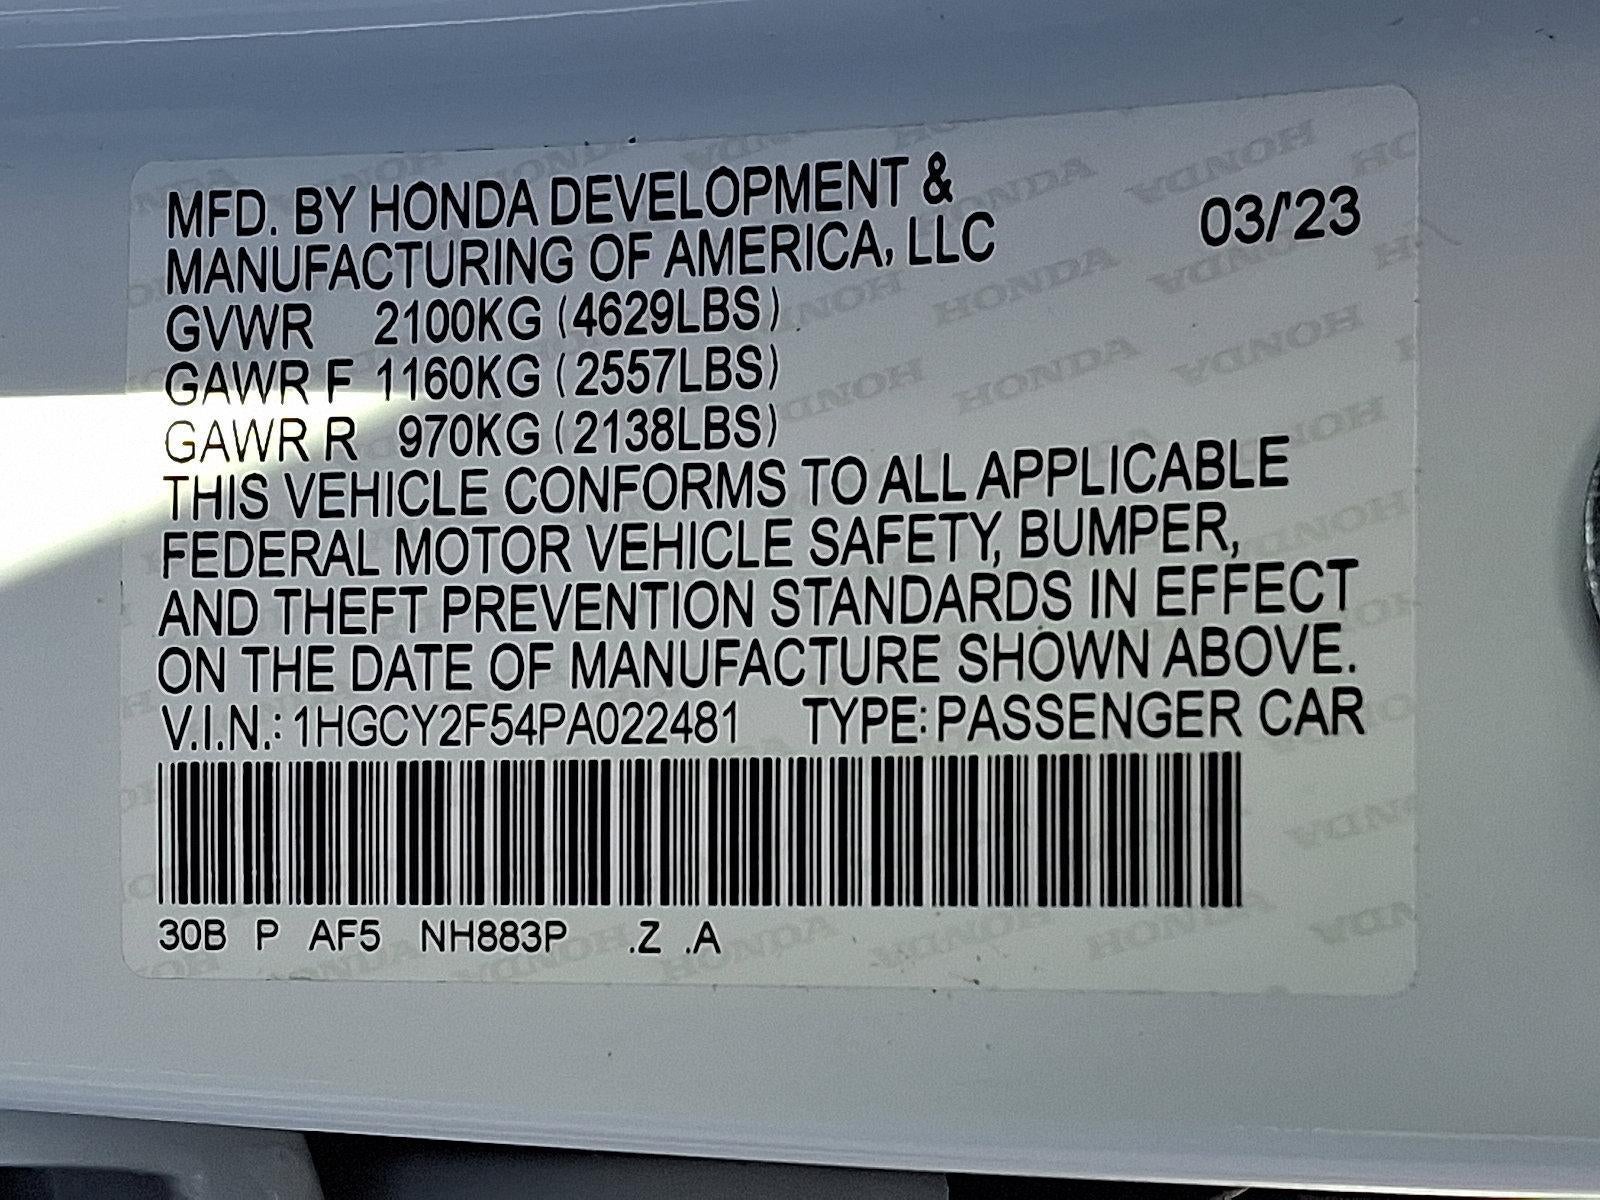 MFD. BY HONDA DEVELOPMENT &
MANUFACTURING OF AMERICA, LLC
03/'23
GVWR 2100KG (4629LBS)
GAWR F 1160KG (2557LBS)
GAWR R 970KG (2138LBS)
THIS VEHICLE CONFORMS TO ALL APPLICABLE
FEDERAL MOTOR VEHICLE SAFETY, BUMPER,
AND THEFT PREVENTION STANDARDS IN EFFECT
ON THE DATE OF MANUFACTURE SHOWN ABOVE.
V.I.N.: 1HGCY2F54PA022481 TYPE: PASSENGER CAR
30B P AF5 NH883P .Z .A